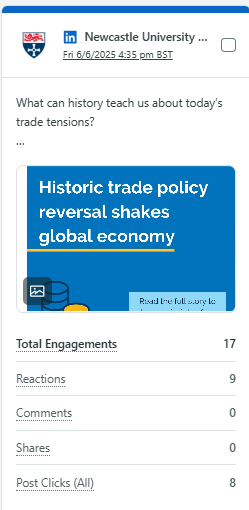 Newcastle University ...
Fri 6/6/2025 4:35 pm BST
What can history teach us about today's
trade tensions?
...
Historic trade policy
reversal shakes
global economy
Read the full story to
Total Engagements 17
Reactions 9
Comments 0
Shares 0
Post Clicks (All) 8